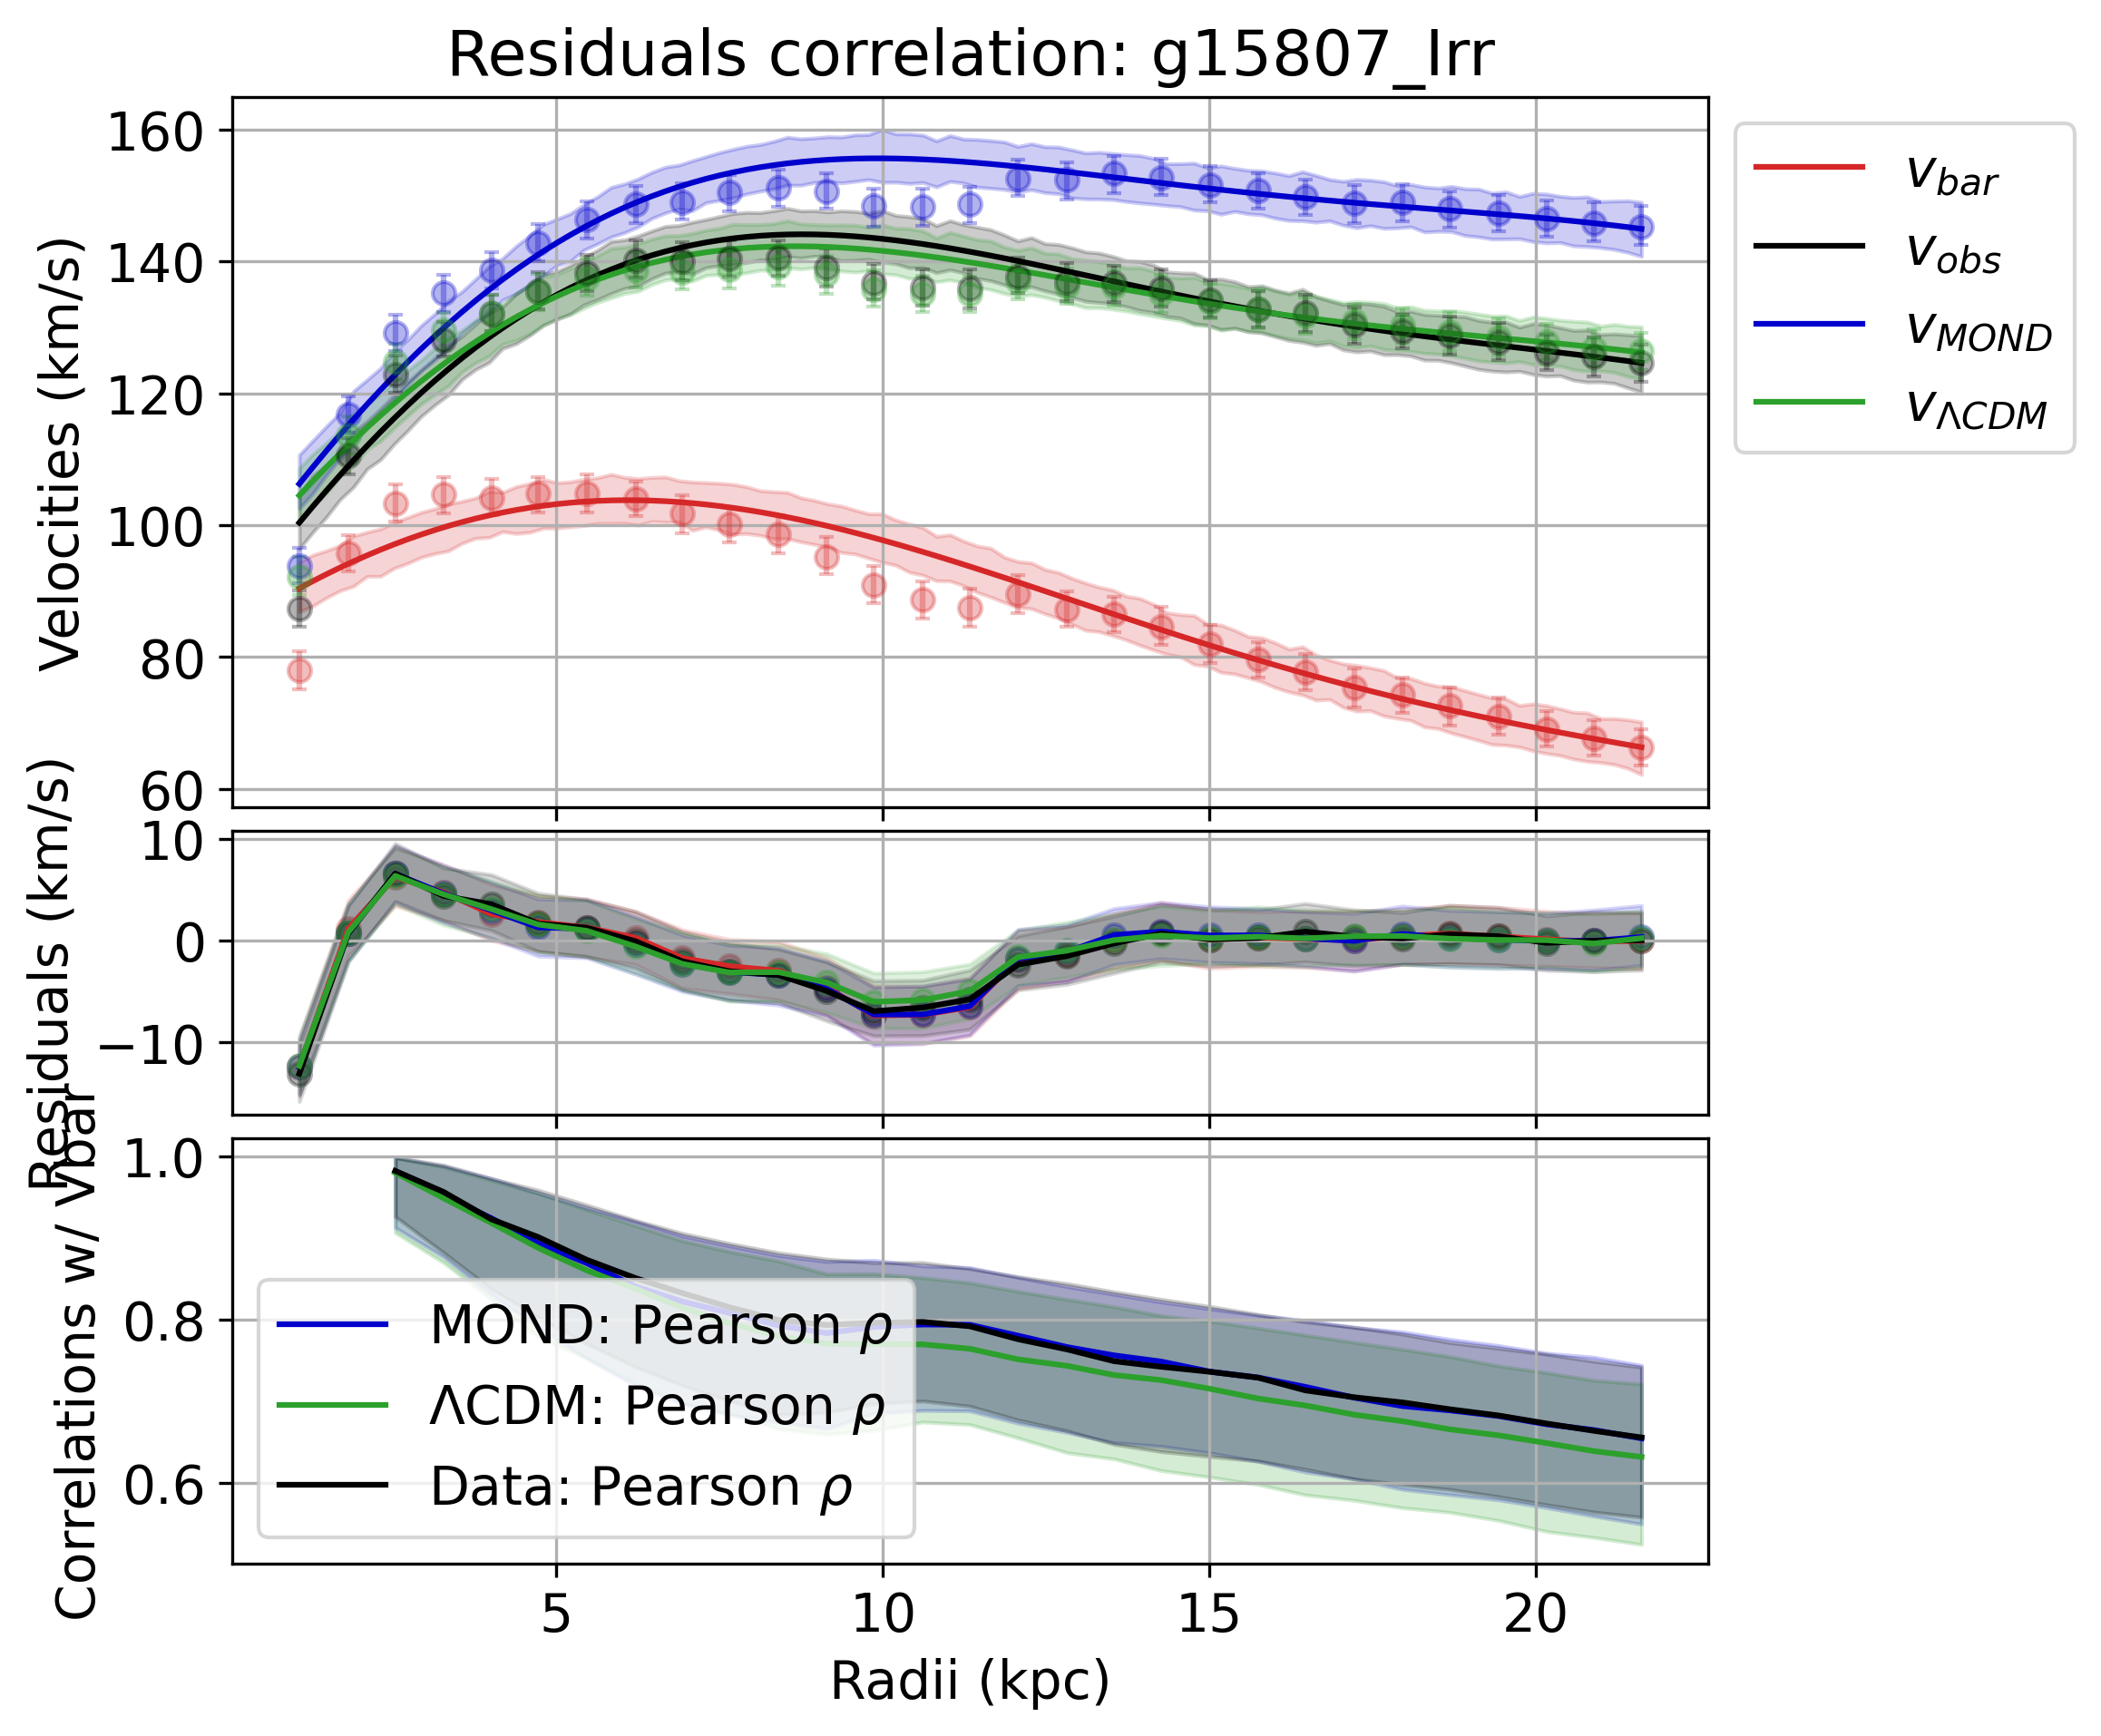 Residuals correlation: g15807_Irr
160
140
120
100
80
60
Velocities (km/s)
v_bar
v_obs
v_MOND
v_ΛCDM
10
0
−10
Residuals (km/s)
1.0
0.8
0.6
Correlations w/ Vbar
MOND: Pearson ρ
ΛCDM: Pearson ρ
Data: Pearson ρ
5 10 15 20
Radii (kpc)